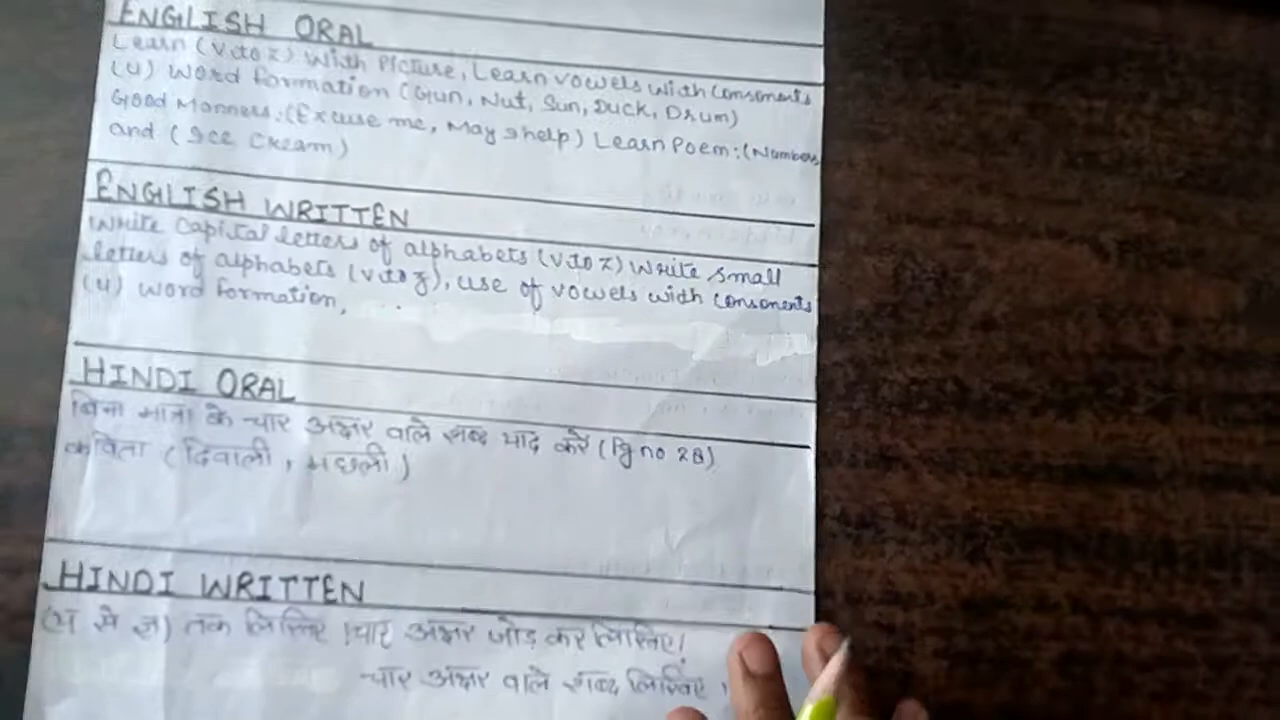 ENGLISH ORAL
Learn (V to Z) With Picture, Learn vowels with Consonents
(u) Word formation (Gun, Nut, Sun, Duck, Drum)
Good Manners: (Excuse me, May I help) Learn Poem: (Numbers
and (Ice Cream)
ENGLISH WRITTEN
Write Capital letters of alphabets (V to Z) Write small
letters of alphabets (v to z), use of vowels with Consonents
(u) word formation,
HINDI ORAL
बिना मात्रा के चार अक्षर वाले शब्द याद करें (Pg no 28)
कविता (दिवाली, मछली)
HINDI WRITTEN
(य से ज्ञ) तक लिखिए। चार अक्षर जोड़ कर लिखिए।
चार अक्षर वाले शब्द लिखिए।